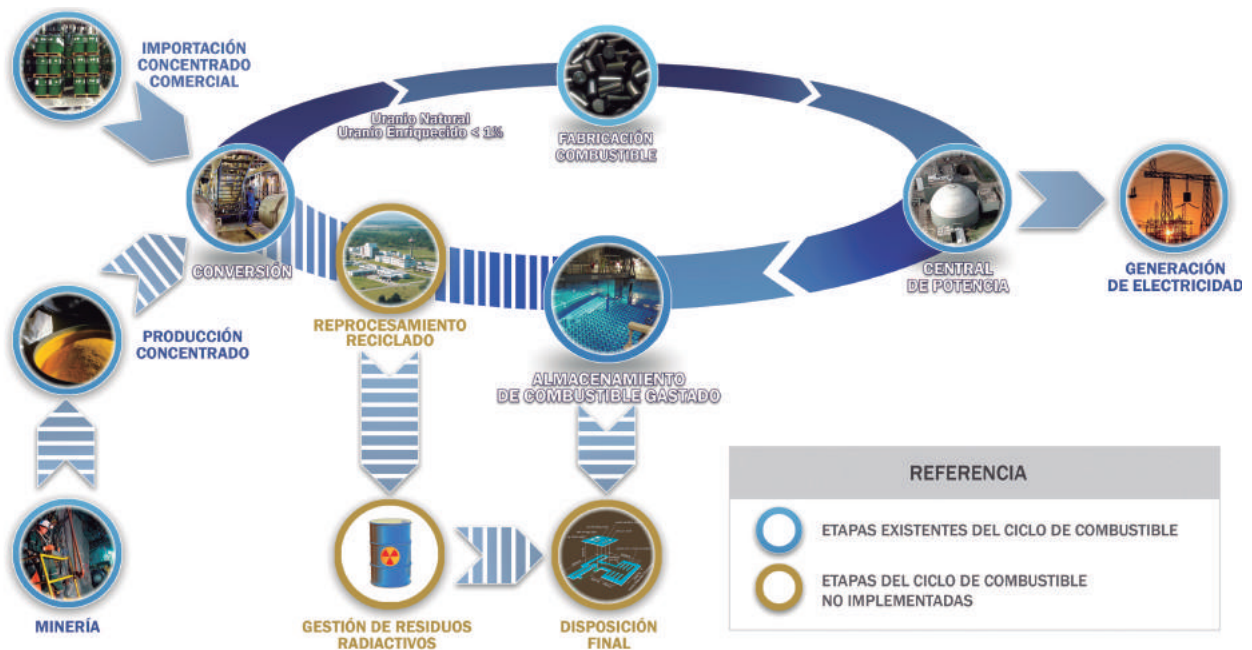 IMPORTACIÓN
CONCENTRADO
COMERCIAL
Uranio Natural
Uranio Enriquecido < 1%
FABRICACIÓN
COMBUSTIBLE
CONVERSIÓN
CENTRAL
DE POTENCIA
GENERACIÓN
DE ELECTRICIDAD
PRODUCCIÓN
CONCENTRADO
REPROCESAMIENTO
RECICLADO
ALMACENAMIENTO
DE COMBUSTIBLE GASTADO
MINERÍA
GESTIÓN DE RESIDUOS
RADIACTIVOS
DISPOSICIÓN
FINAL
REFERENCIA
ETAPAS EXISTENTES DEL CICLO DE COMBUSTIBLE
ETAPAS DEL CICLO DE COMBUSTIBLE
NO IMPLEMENTADAS